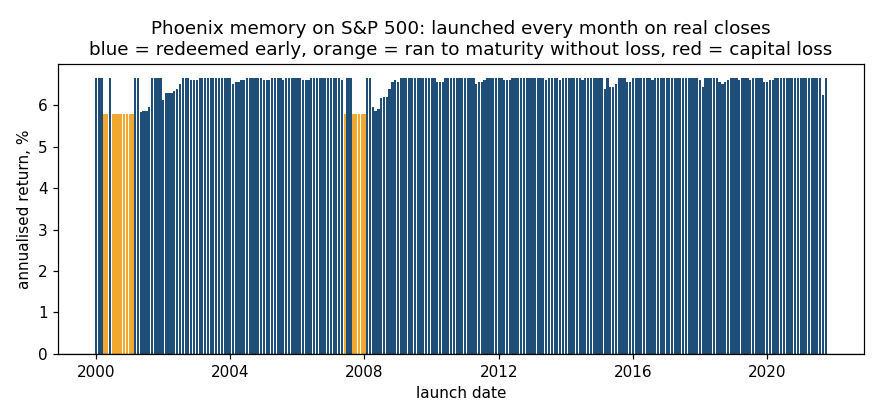 Phoenix memory on S&P 500: launched every month on real closes
blue = redeemed early, orange = ran to maturity without loss, red = capital loss
annualised return, %
6
5
4
3
2
1
0
2000 2004 2008 2012 2016 2020
launch date